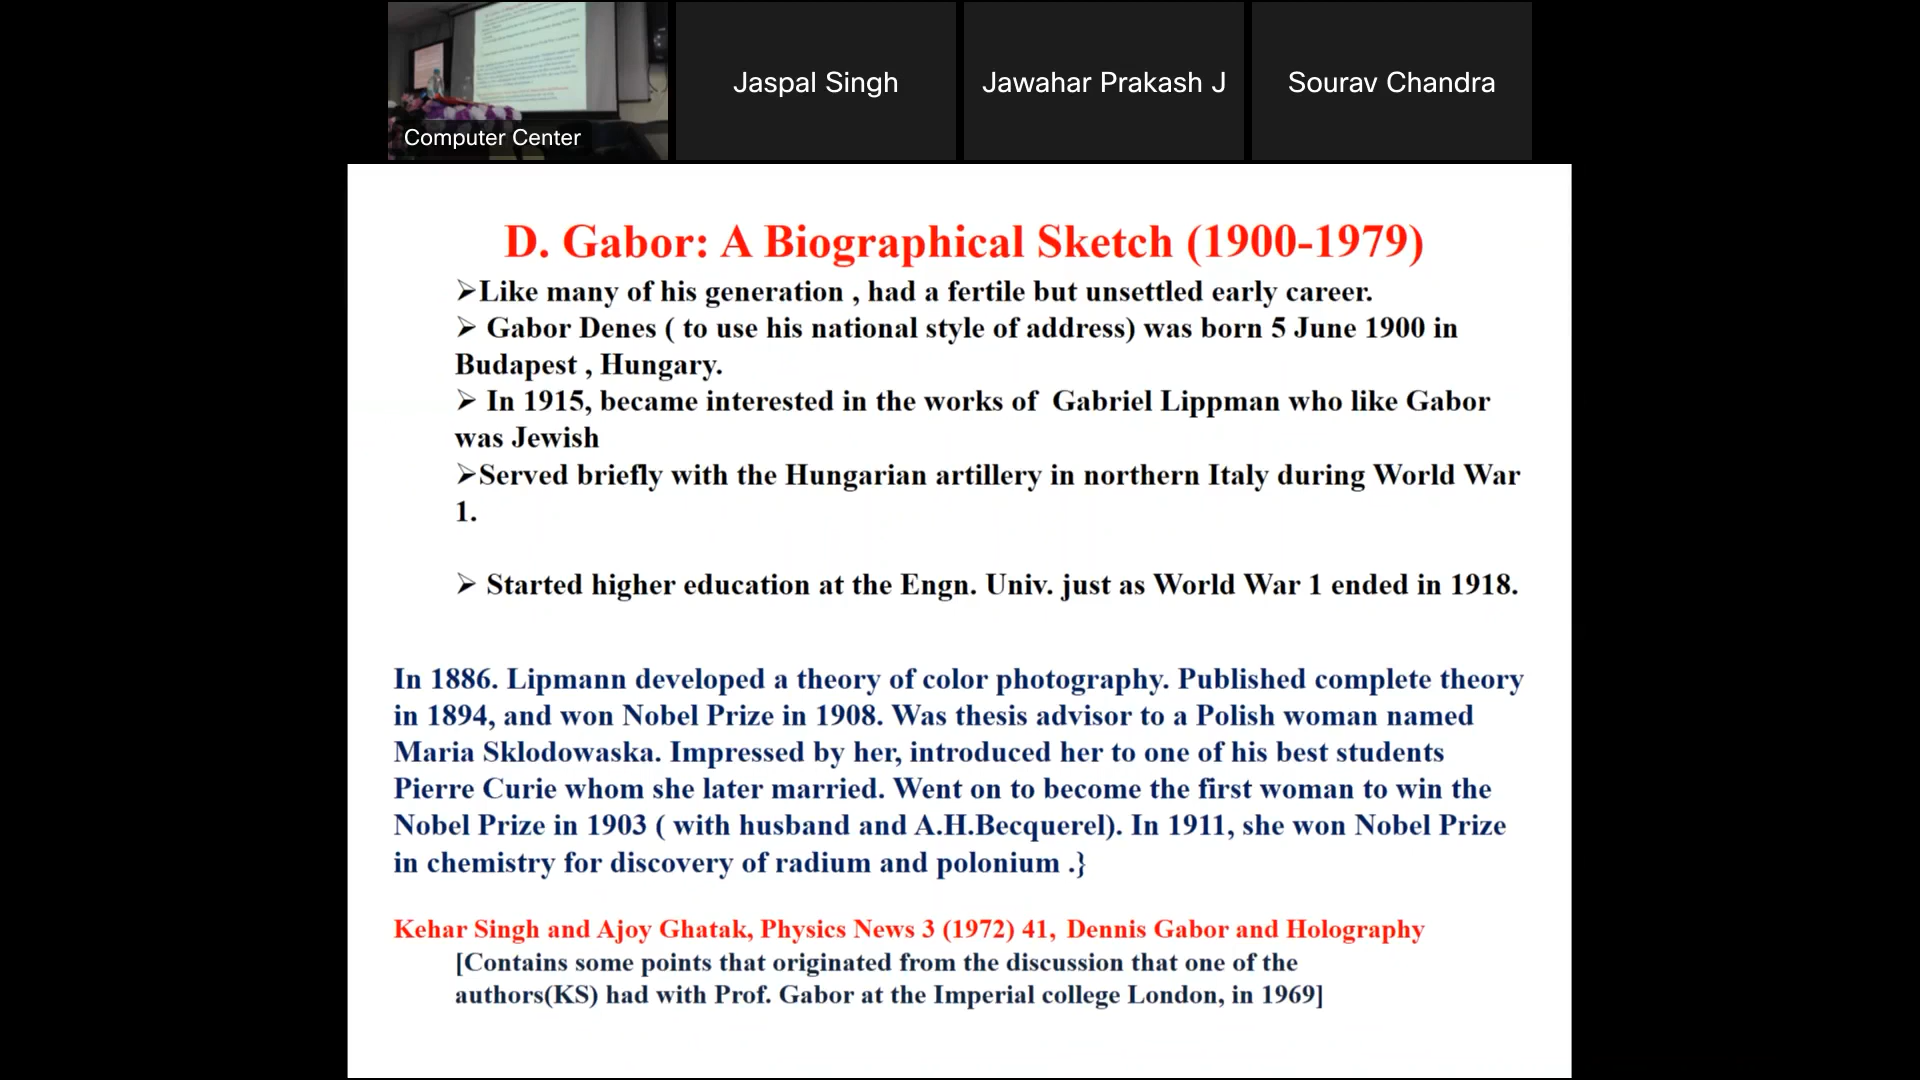 Computer Center
Jaspal Singh
Jawahar Prakash J
Sourav Chandra
D. Gabor: A Biographical Sketch (1900-1979)
➢Like many of his generation , had a fertile but unsettled early career.
➢ Gabor Denes ( to use his national style of address) was born 5 June 1900 in
Budapest , Hungary.
➢ In 1915, became interested in the works of Gabriel Lippman who like Gabor
was Jewish
➢Served briefly with the Hungarian artillery in northern Italy during World War
1.
➢ Started higher education at the Engn. Univ. just as World War 1 ended in 1918.
In 1886. Lipmann developed a theory of color photography. Published complete theory
in 1894, and won Nobel Prize in 1908. Was thesis advisor to a Polish woman named
Maria Sklodowaska. Impressed by her, introduced her to one of his best students
Pierre Curie whom she later married. Went on to become the first woman to win the
Nobel Prize in 1903 ( with husband and A.H.Becquerel). In 1911, she won Nobel Prize
in chemistry for discovery of radium and polonium .}
Kehar Singh and Ajoy Ghatak, Physics News 3 (1972) 41, Dennis Gabor and Holography
[Contains some points that originated from the discussion that one of the
authors(KS) had with Prof. Gabor at the Imperial college London, in 1969]